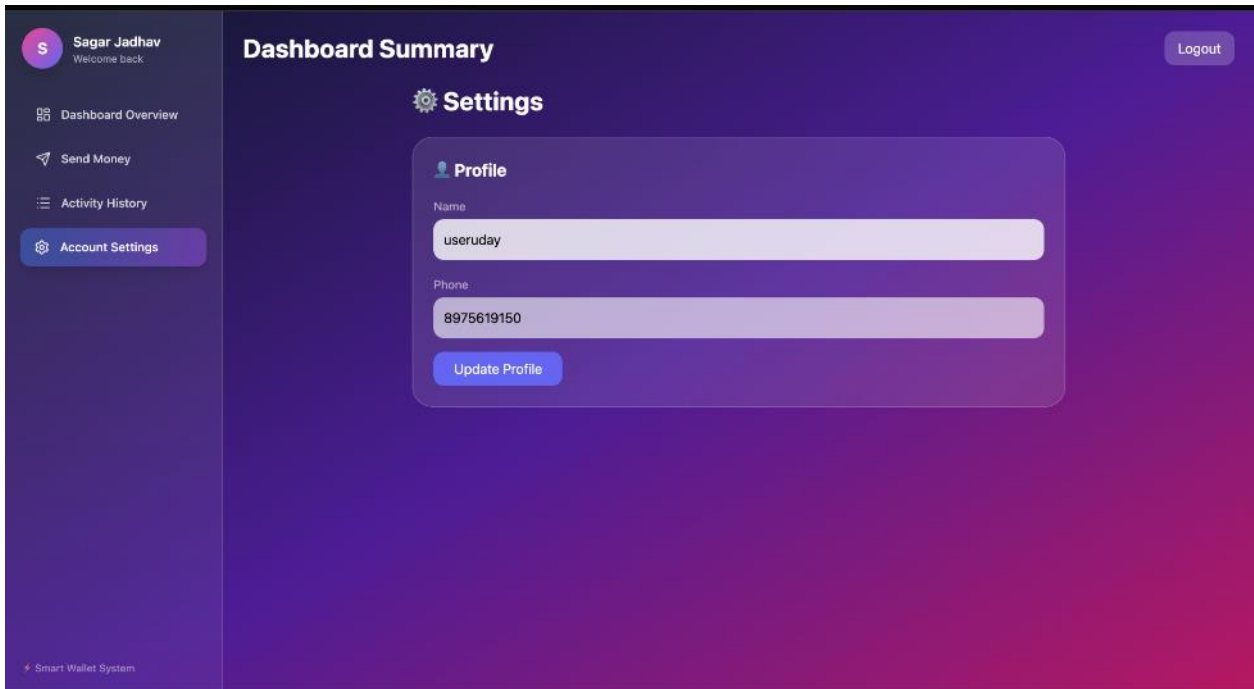 S
Sagar Jadhav
Welcome back
Dashboard Overview
Send Money
Activity History
Account Settings
⚡ Smart Wallet System
Dashboard Summary
Logout
⚙️ Settings
👤 Profile
Name
useruday
Phone
8975619150
Update Profile